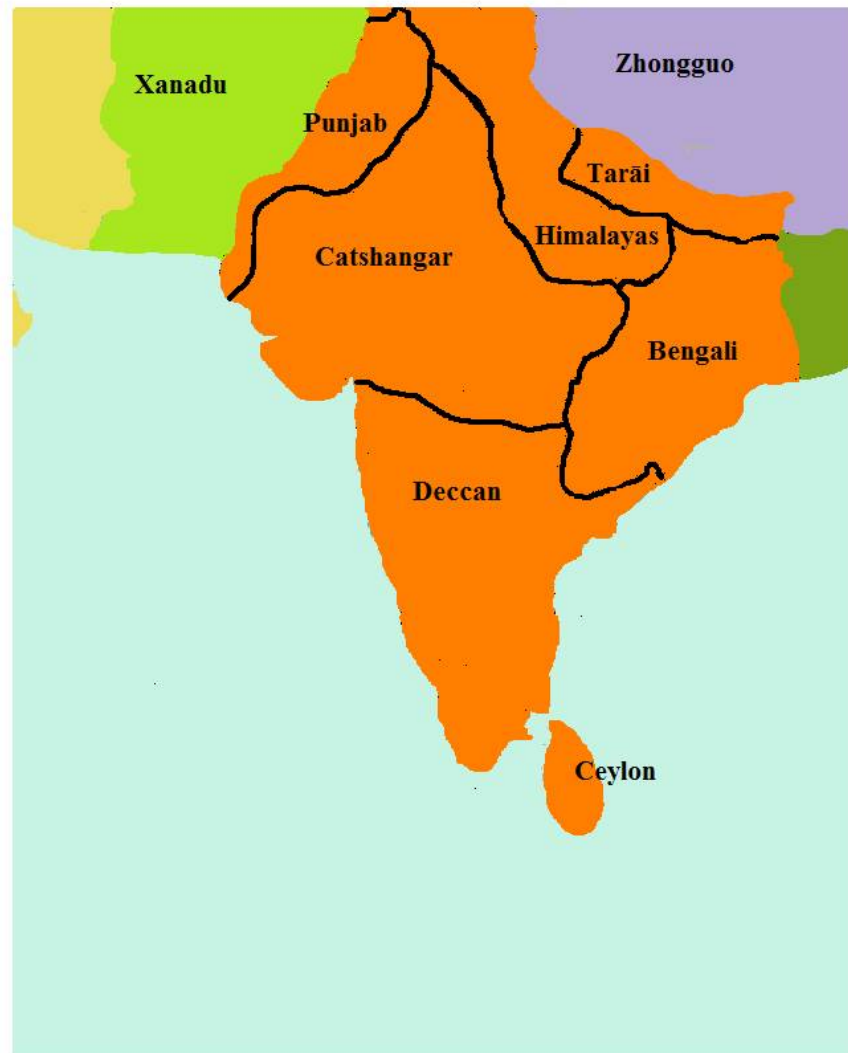 Zhongguo
Xanadu
Punjab
Tarāi
Himalayas
Catshangar
Bengali
Deccan
Ceylon